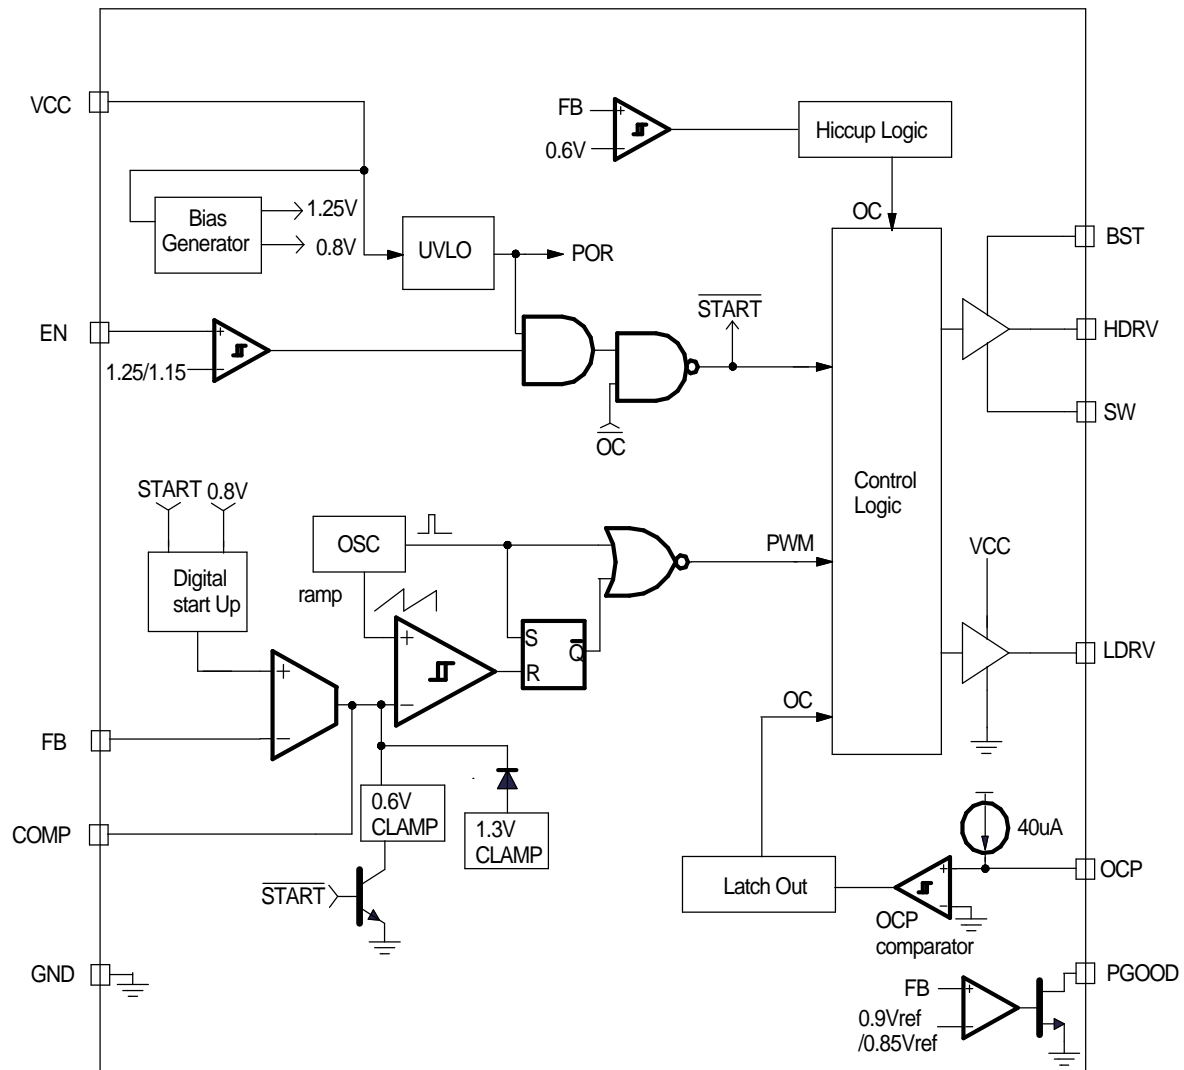 VCC
FB
0.6V
Hiccup Logic
OC
Bias
Generator
1.25V
0.8V
UVLO
POR
BST
EN
1.25/1.15
START
HDRV
OC
SW
START 0.8V
Digital
start Up
OSC
ramp
PWM
Control
Logic
VCC
S
R
Q
LDRV
OC
FB
0.6V
CLAMP
1.3V
CLAMP
COMP
40uA
START
Latch Out
OCP
OCP
comparator
GND
PGOOD
FB
0.9Vref
/0.85Vref